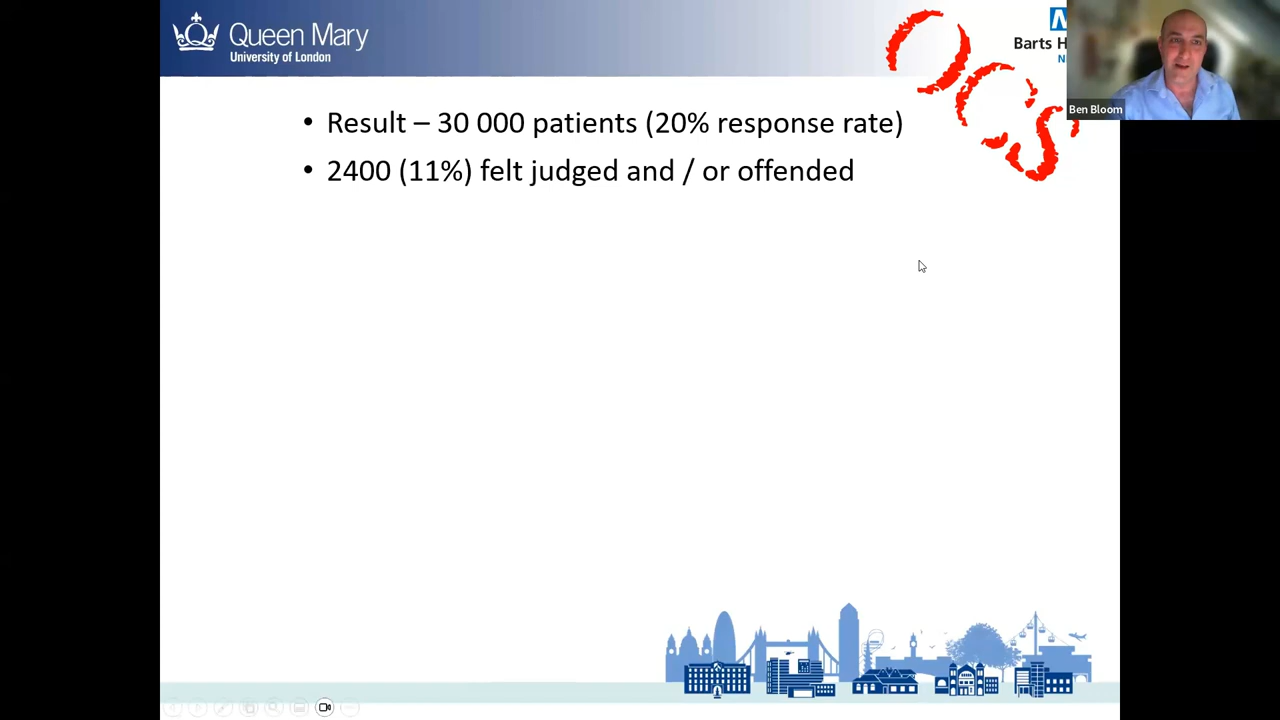 Queen Mary
University of London
Barts H
N
OCS
Ben Bloom
• Result – 30 000 patients (20% response rate)
• 2400 (11%) felt judged and / or offended